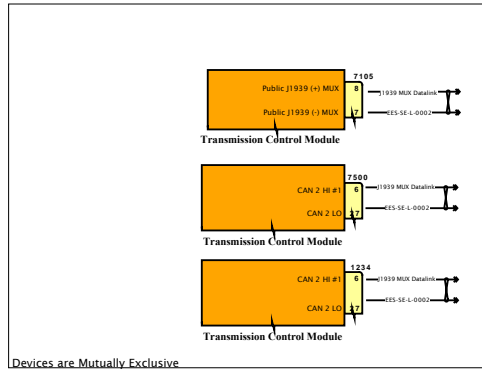 7105
Public J1939 (+) MUX 8 J1939 MUX Datalink
Public J1939 (-) MUX 7 EES-SE-L-0002
Transmission Control Module
7500
CAN 2 HI #1 6 J1939 MUX Datalink
CAN 2 LO 17 EES-SE-L-0002
Transmission Control Module
1234
CAN 2 HI #1 6 J1939 MUX Datalink
CAN 2 LO 17 EES-SE-L-0002
Transmission Control Module
Devices are Mutually Exclusive